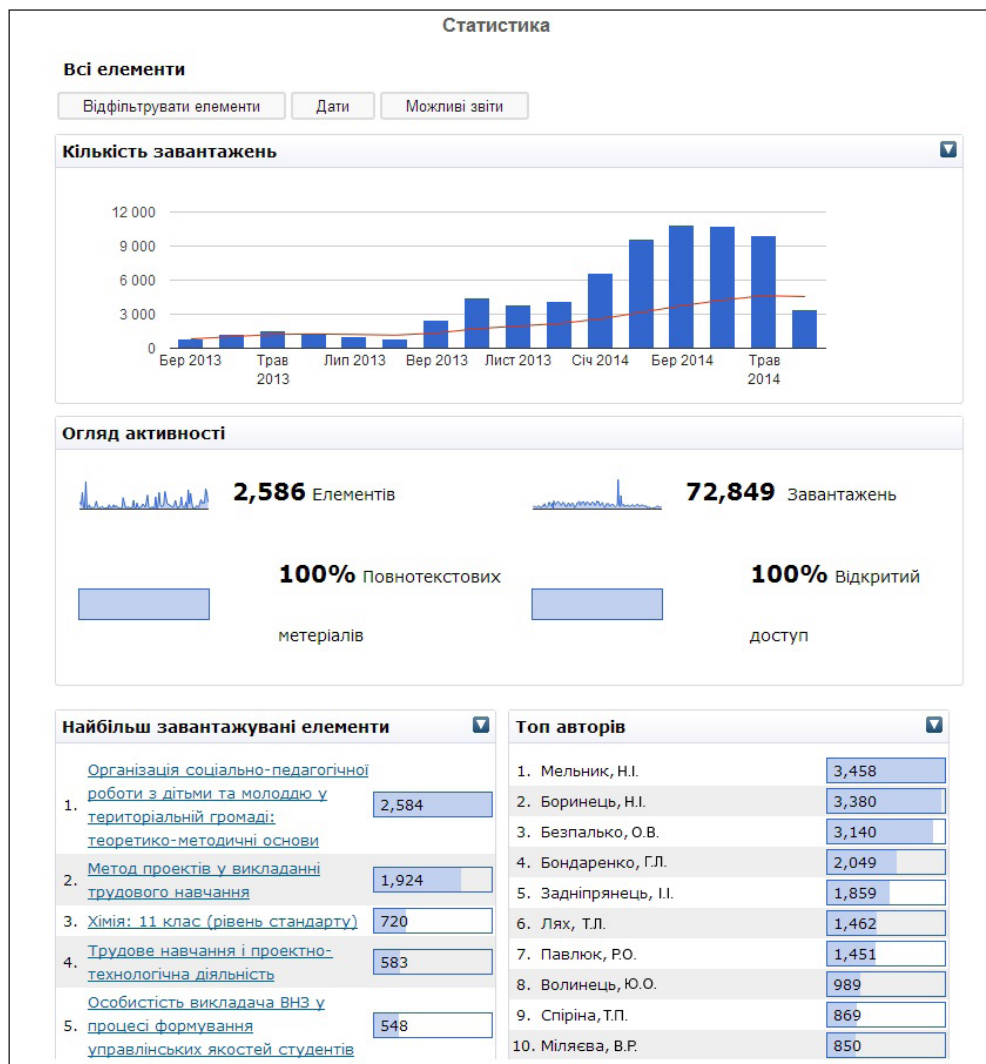 Статистика
Всі елементи
Відфільтрувати елементи
Дати
Можливі звіти
Кількість завантажень
12 000
9 000
6 000
3 000
0
Бер 2013
Трав
2013
Лип 2013
Вер 2013
Лист 2013
Січ 2014
Бер 2014
Трав
2014
Огляд активності
2,586 Елементів
72,849 Завантажень
100% Повнотекстових
метеріалів
100% Відкритий
доступ
Найбільш завантажувані елементи
Організація соціально-педагогічної
1. роботи з дітьми та молоддю у
територіальній громаді:
теоретико-методичні основи
2,584
2. Метод проектів у викладанні
трудового навчання
1,924
3. Хімія: 11 клас (рівень стандарту) 720
4. Трудове навчання і проектно-
технологічна діяльність
583
Особистість викладача ВНЗ у
5. процесі формування
управлінських якостей студентів
548
Топ авторів
1. Мельник, Н.І. 3,458
2. Боринець, Н.І. 3,380
3. Безпалько, О.В. 3,140
4. Бондаренко, Г.Л. 2,049
5. Задніпрянець, І.І. 1,859
6. Лях, Т.Л. 1,462
7. Павлюк, Р.О. 1,451
8. Волинець, Ю.О. 989
9. Спіріна, Т.П. 869
10. Міляєва, В.Р. 850